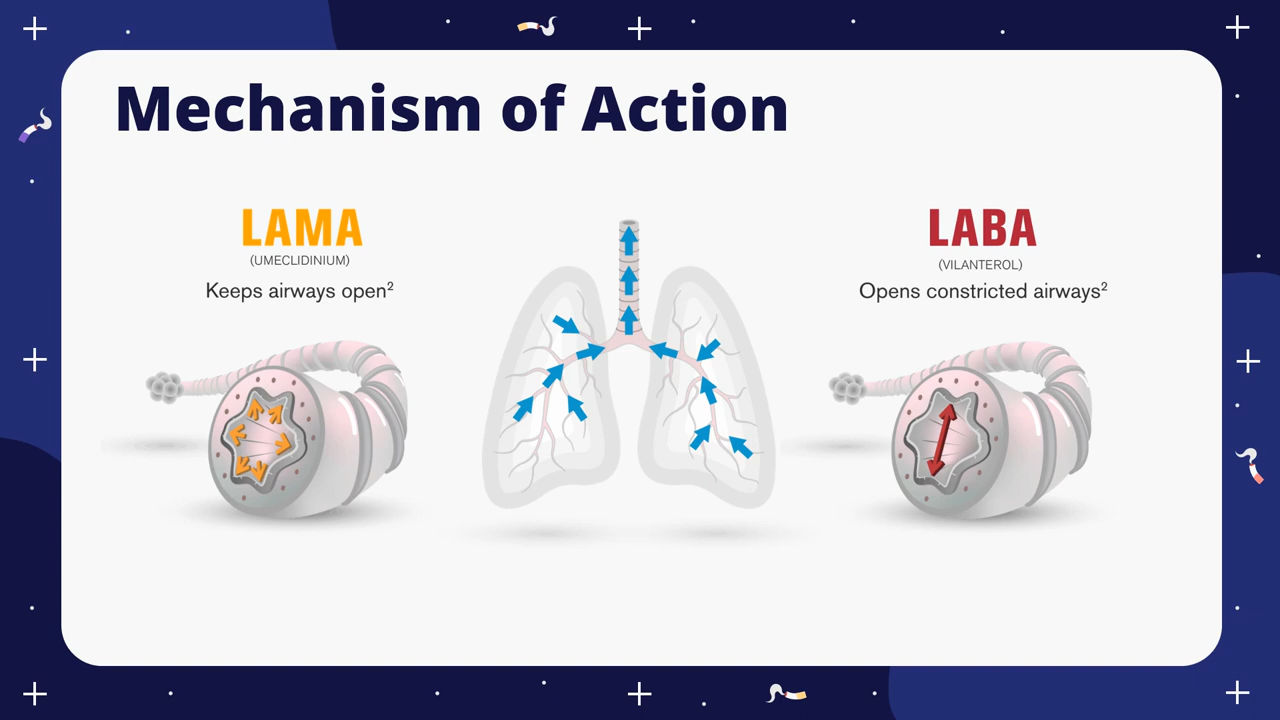 Mechanism of Action
LAMA
(UMECLIDINIUM)
Keeps airways open²
LABA
(VILANTEROL)
Opens constricted airways²